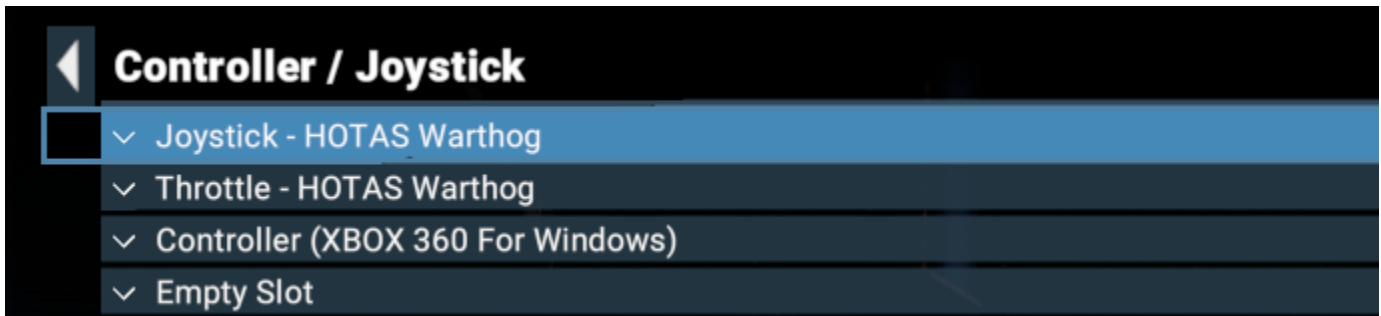 Controller / Joystick
Joystick - HOTAS Warthog
Throttle - HOTAS Warthog
Controller (XBOX 360 For Windows)
Empty Slot